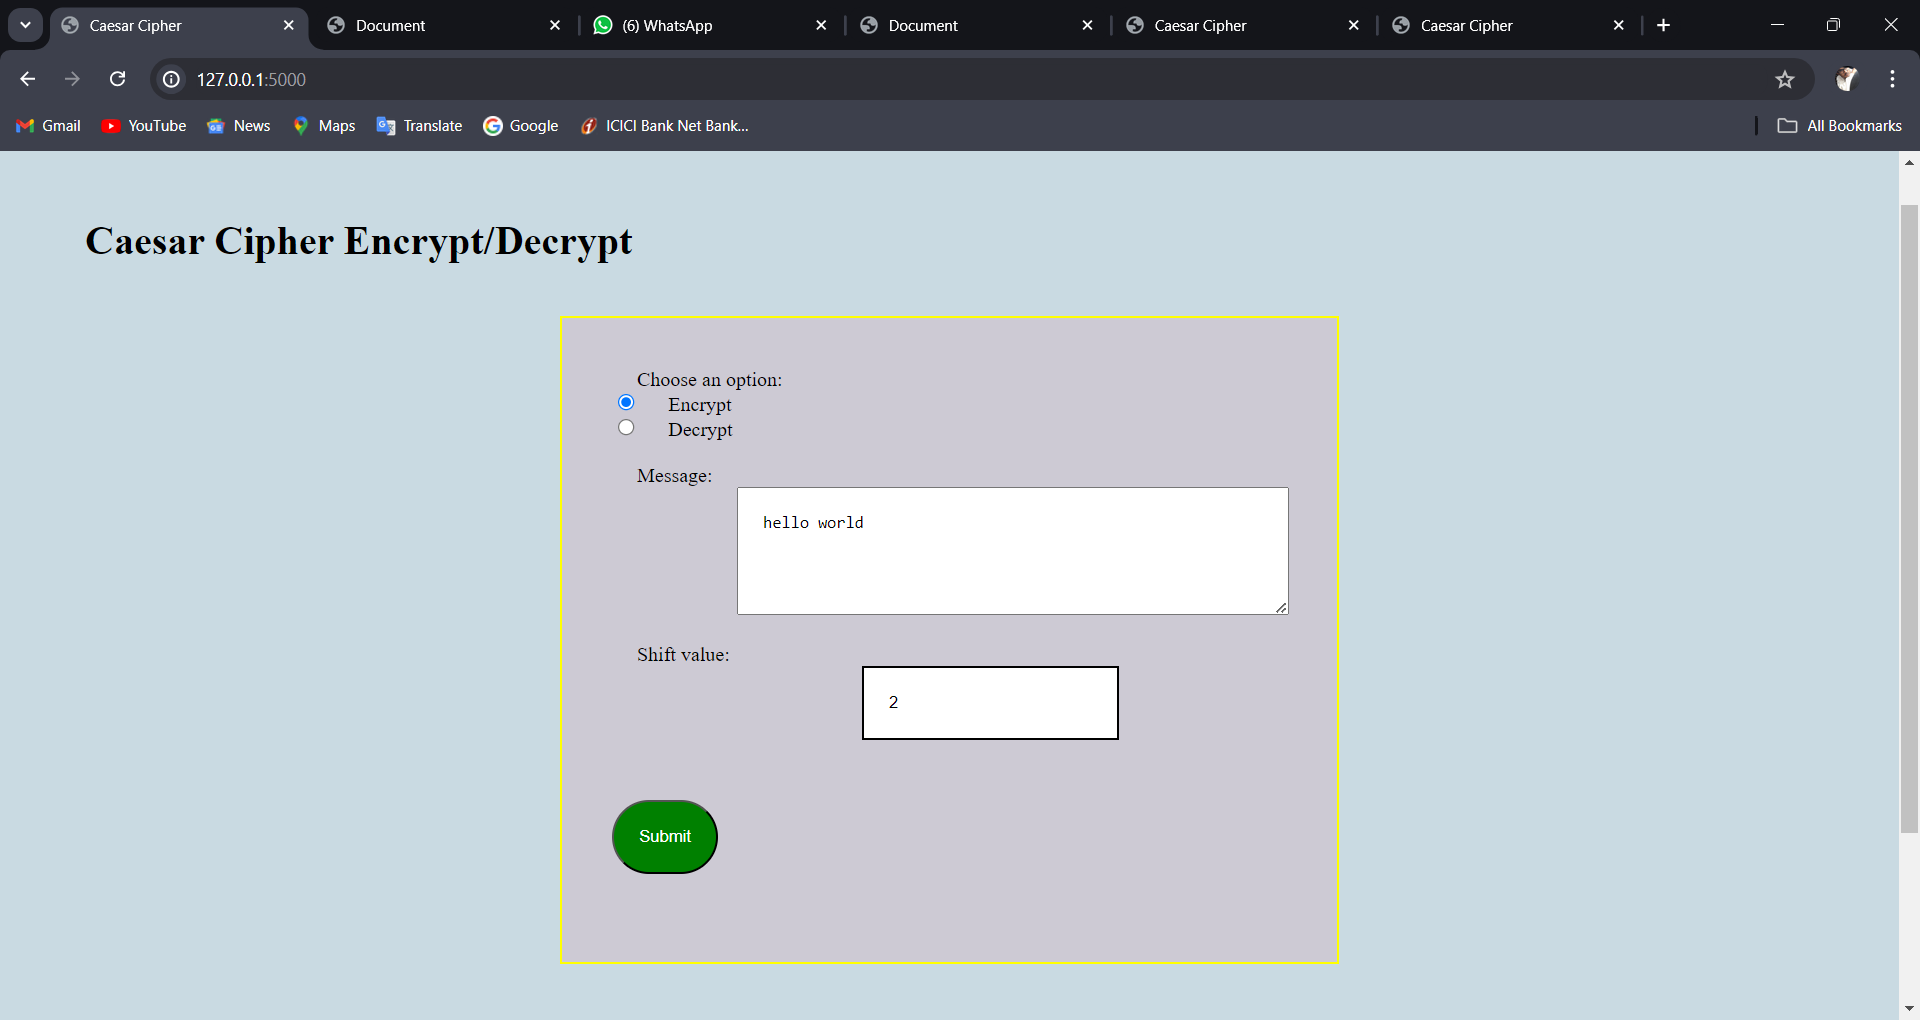 Caesar Cipher Document (6) WhatsApp Document Caesar Cipher Caesar Cipher
127.0.0.1:5000
Gmail YouTube News Maps Translate Google ICICI Bank Net Bank... All Bookmarks
Caesar Cipher Encrypt/Decrypt
Choose an option:
Encrypt
Decrypt
Message:
hello world
Shift value:
2
Submit